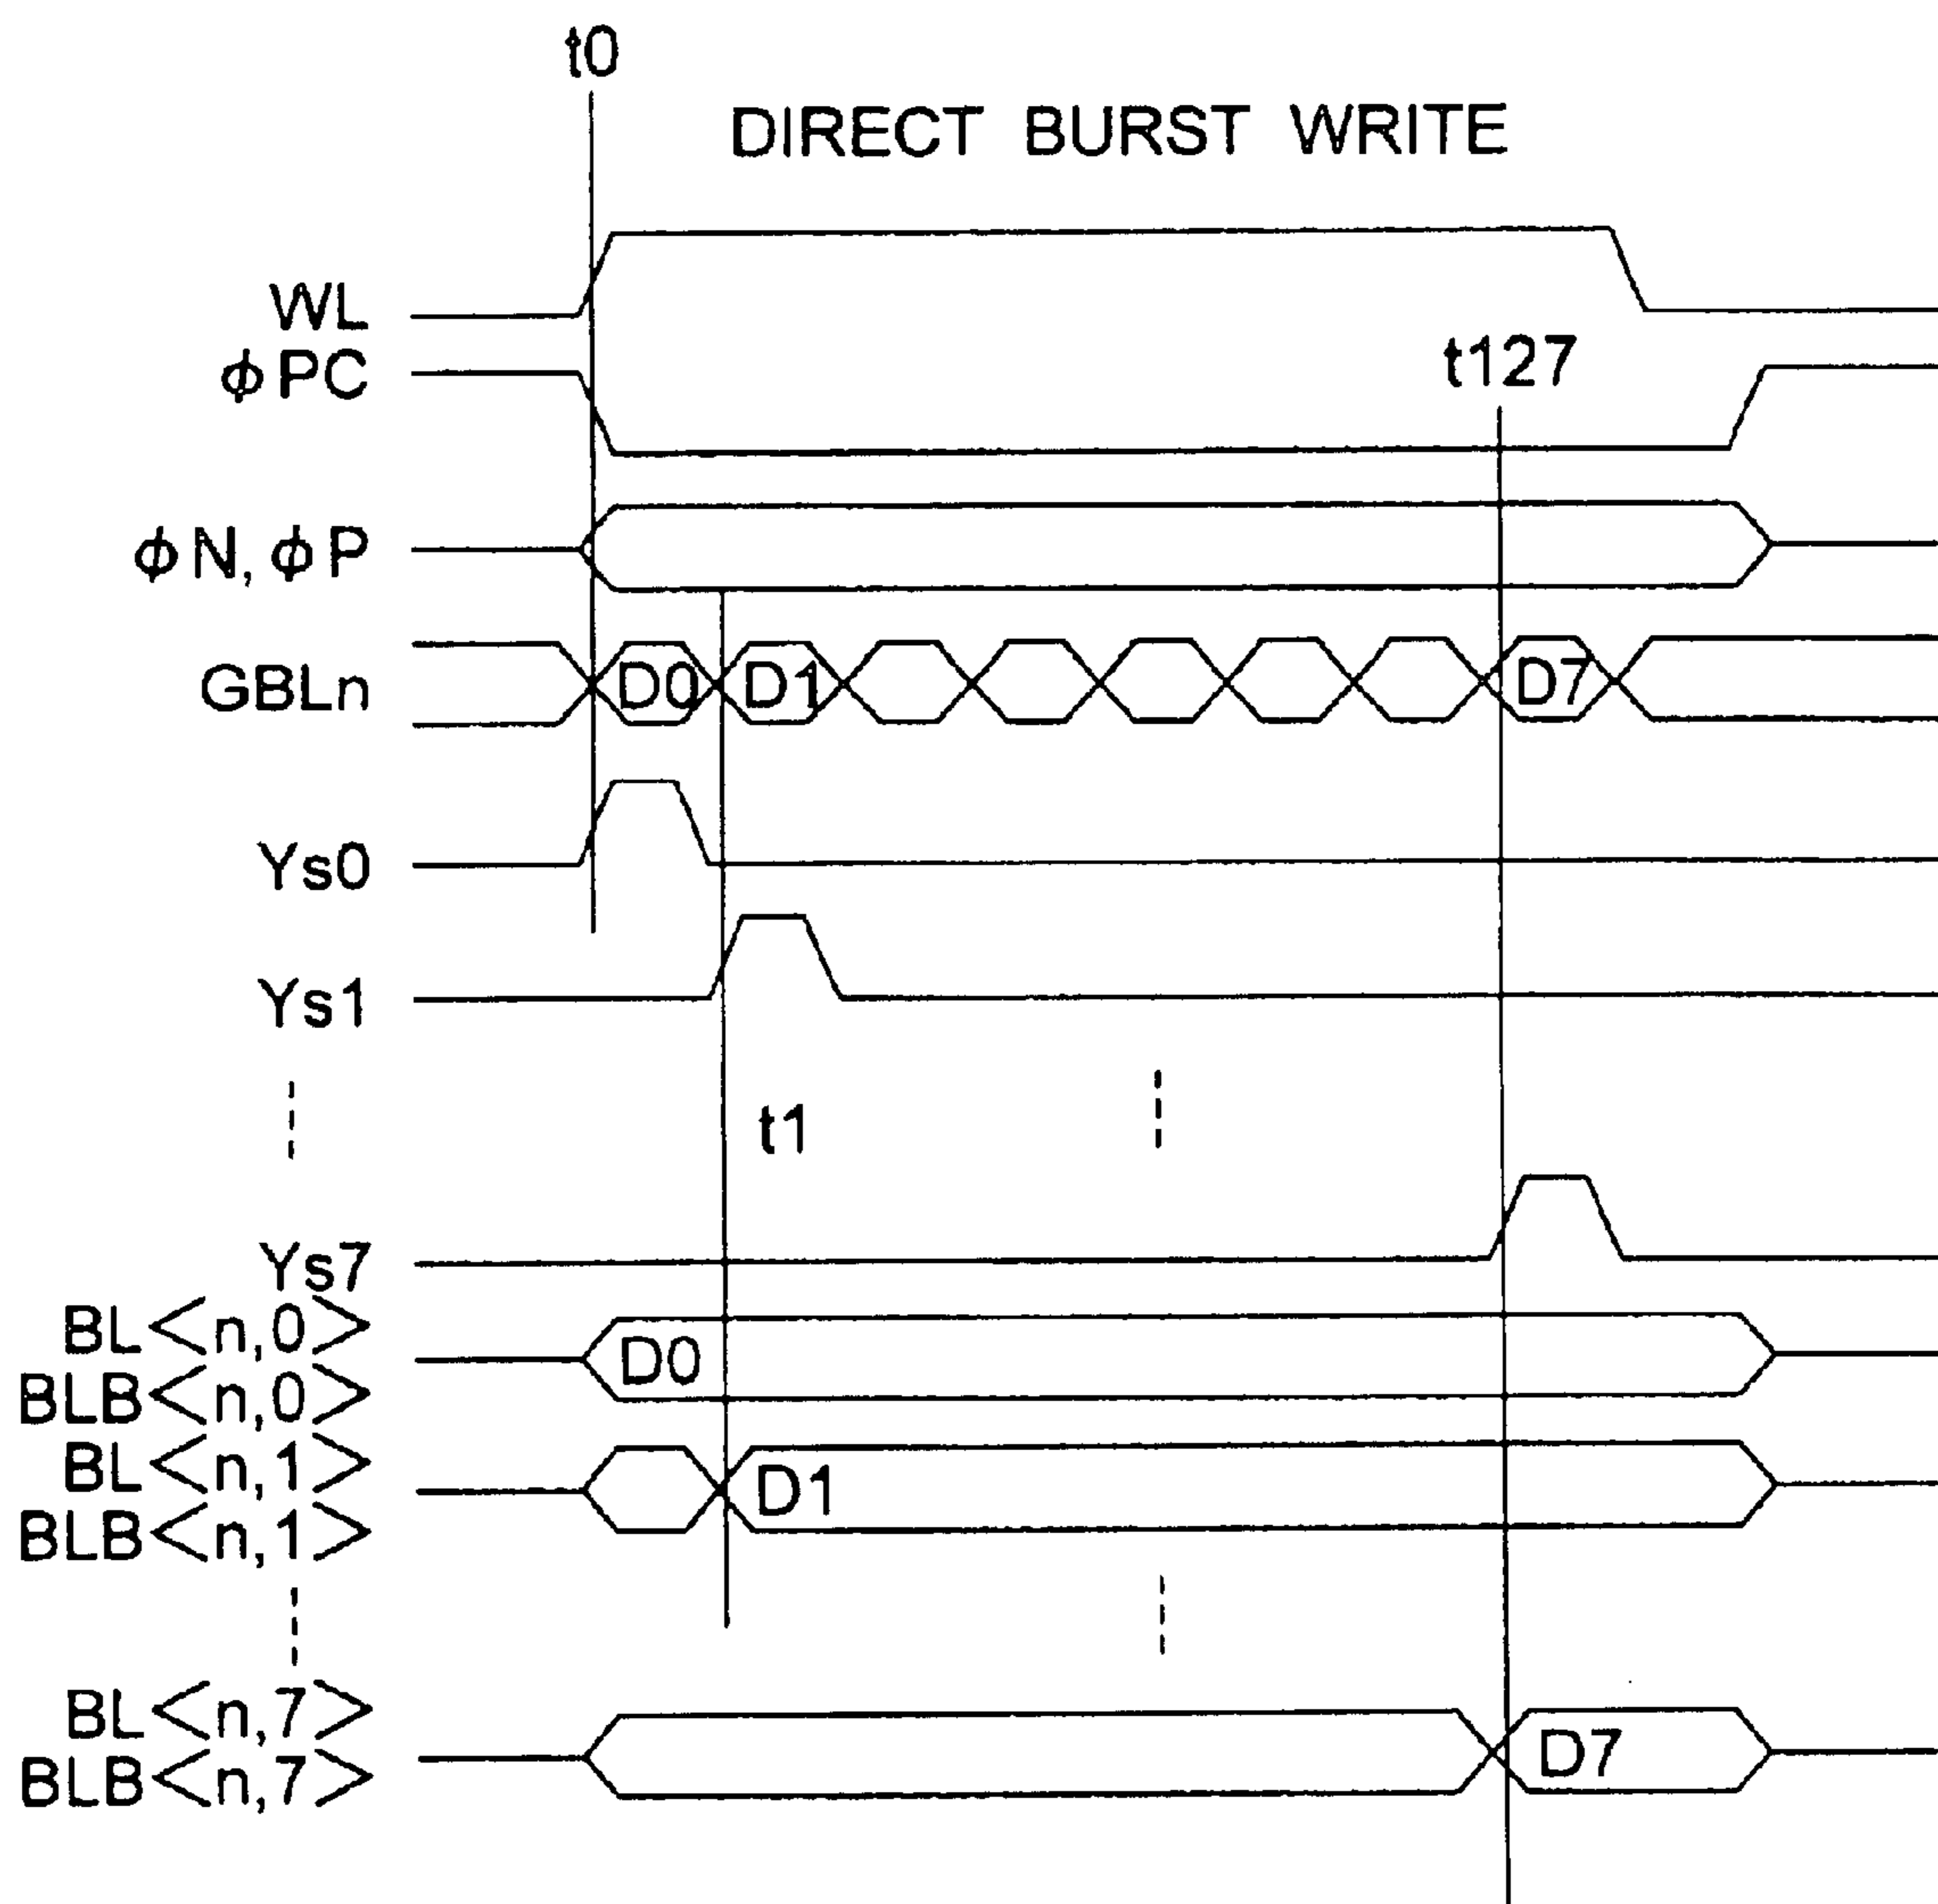 t0
DIRECT BURST WRITE
WL
ϕPC
t127
ϕN, ϕP
GBLn
D0
D1
D7
Ys0
Ys1
t1
Ys7
BL<n,0>
BLB<n,0>
D0
BL<n,1>
BLB<n,1>
D1
BL<n,7>
BLB<n,7>
D7